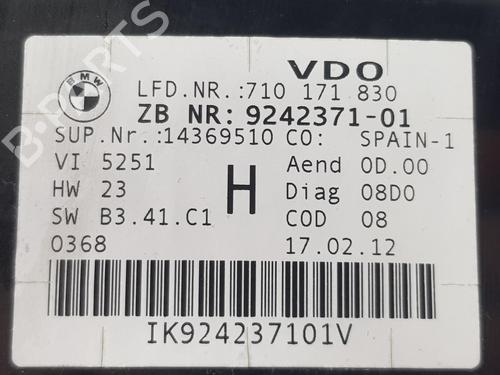 BMW
VDO
LFD.NR.:710 171 830
ZB NR: 9242371-01
SUP.Nr.:14369510 CO: SPAIN-1
VI 5251 Aend 0D.00
HW 23 H Diag 08D0
SW B3.41.C1 COD 08
0368 17.02.12
IK924237101V
B-PARTS